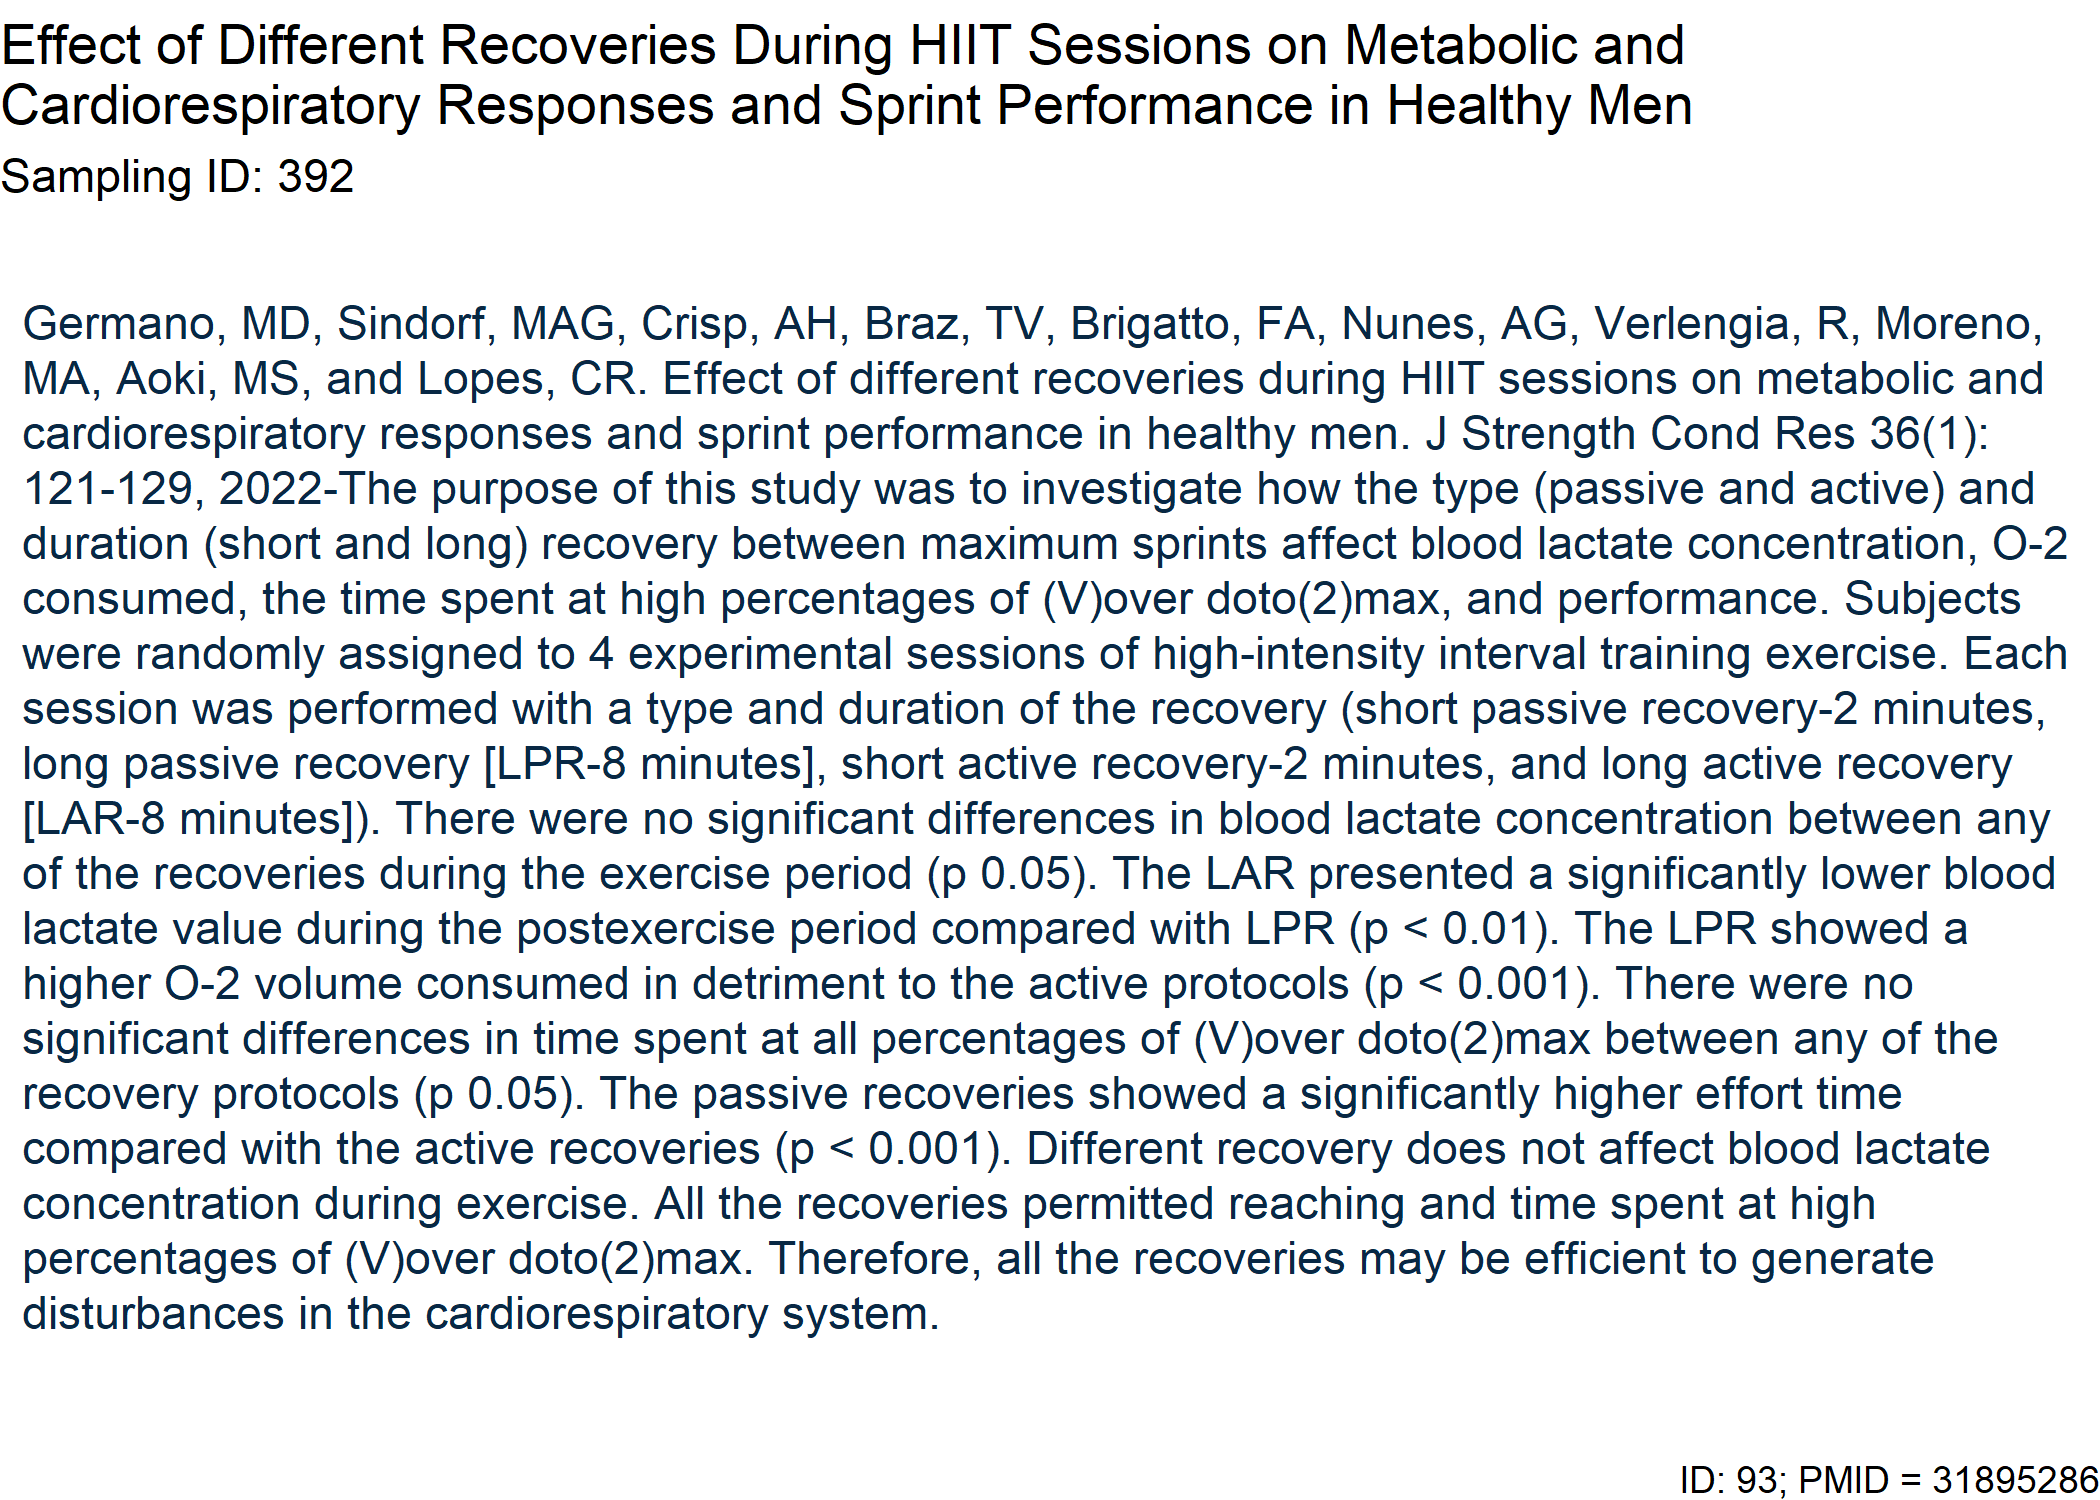 Effect of Different Recoveries During HIIT Sessions on Metabolic and
Cardiorespiratory Responses and Sprint Performance in Healthy Men
Sampling ID: 392
Germano, MD, Sindorf, MAG, Crisp, AH, Braz, TV, Brigatto, FA, Nunes, AG, Verlengia, R, Moreno,
MA, Aoki, MS, and Lopes, CR. Effect of different recoveries during HIIT sessions on metabolic and
cardiorespiratory responses and sprint performance in healthy men. J Strength Cond Res 36(1):
121-129, 2022-The purpose of this study was to investigate how the type (passive and active) and
duration (short and long) recovery between maximum sprints affect blood lactate concentration, O-2
consumed, the time spent at high percentages of (V)over doto(2)max, and performance. Subjects
were randomly assigned to 4 experimental sessions of high-intensity interval training exercise. Each
session was performed with a type and duration of the recovery (short passive recovery-2 minutes,
long passive recovery [LPR-8 minutes], short active recovery-2 minutes, and long active recovery
[LAR-8 minutes]). There were no significant differences in blood lactate concentration between any
of the recoveries during the exercise period (p 0.05). The LAR presented a significantly lower blood
lactate value during the postexercise period compared with LPR (p < 0.01). The LPR showed a
higher O-2 volume consumed in detriment to the active protocols (p < 0.001). There were no
significant differences in time spent at all percentages of (V)over doto(2)max between any of the
recovery protocols (p 0.05). The passive recoveries showed a significantly higher effort time
compared with the active recoveries (p < 0.001). Different recovery does not affect blood lactate
concentration during exercise. All the recoveries permitted reaching and time spent at high
percentages of (V)over doto(2)max. Therefore, all the recoveries may be efficient to generate
disturbances in the cardiorespiratory system.
ID: 93; PMID = 31895286